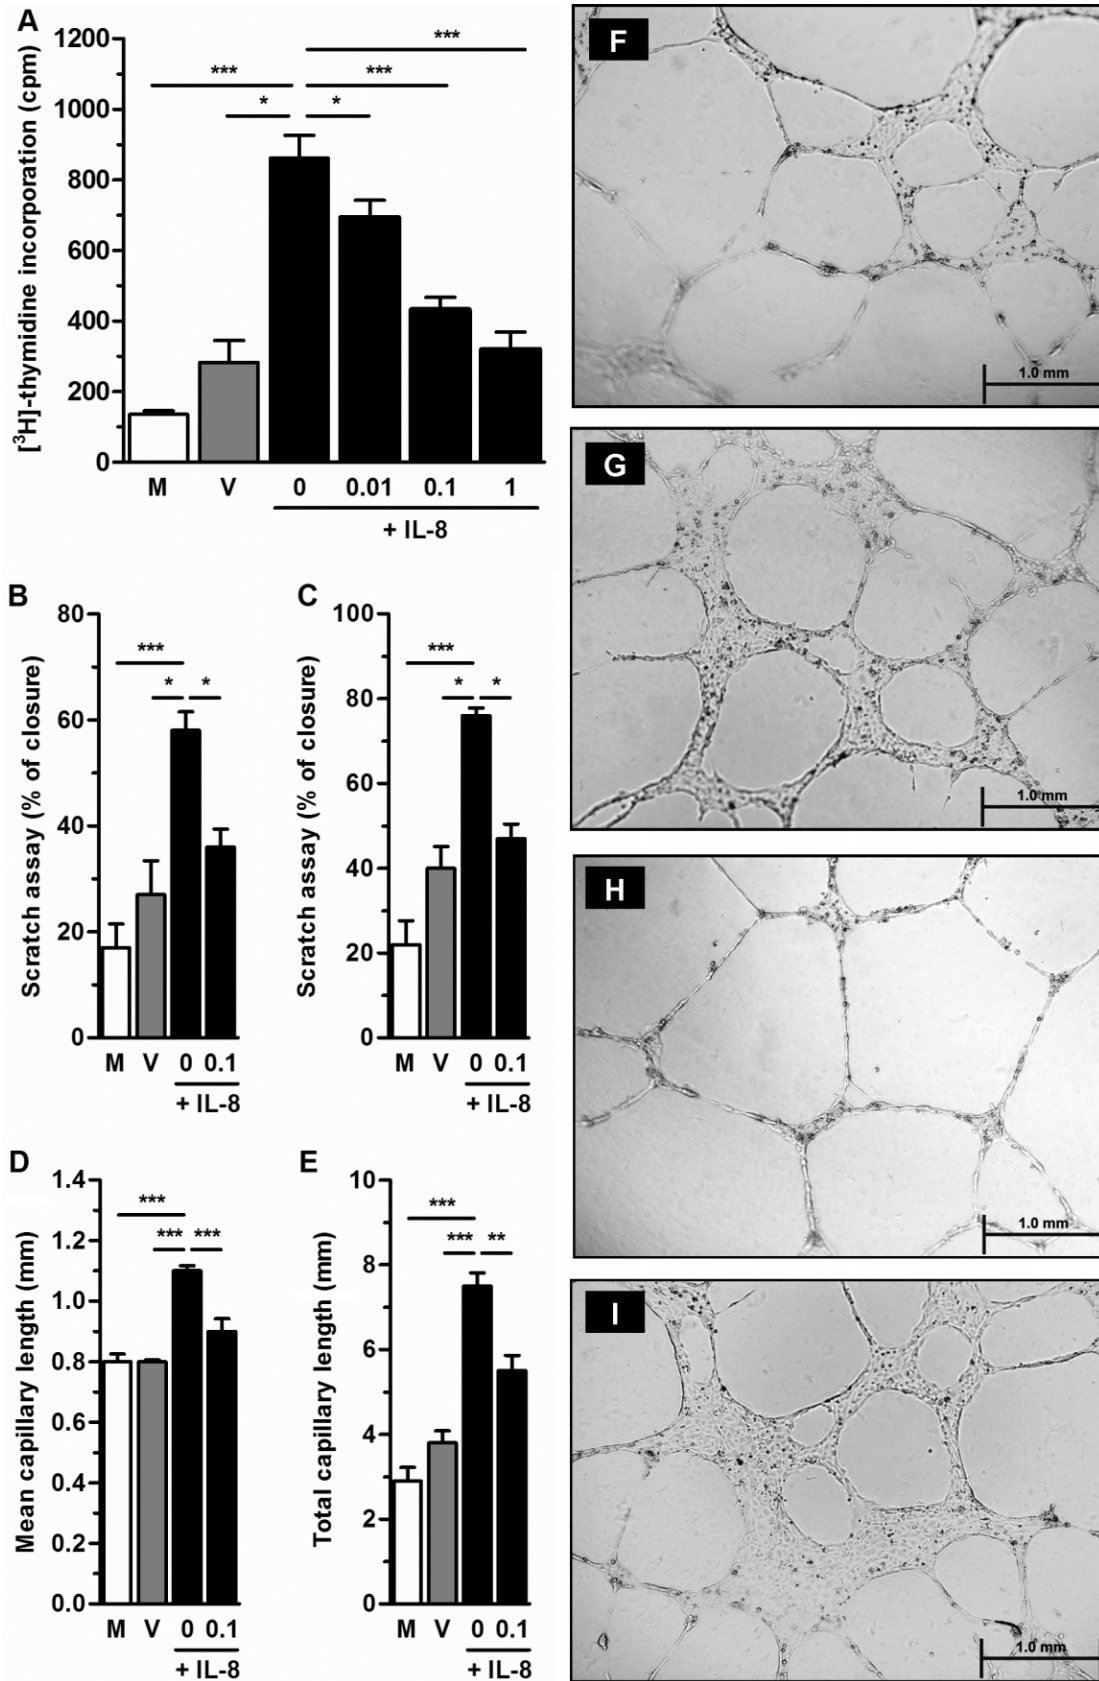 A
[³H]-thymidine incorporation (cpm)
1200
1000
800
600
400
200
0
***
***
***
*
*
M V 0 0.01 0.1 1
+ IL-8
B
Scratch assay (% of closure)
80
60
40
20
0
***
*
*
M V 0 0.1
+ IL-8
C
Scratch assay (% of closure)
100
80
60
40
20
0
***
*
*
M V 0 0.1
+ IL-8
D
Mean capillary length (mm)
1.4
1.2
1.0
0.8
0.6
0.4
0.2
0.0
***
***
***
M V 0 0.1
+ IL-8
E
Total capillary length (mm)
10
8
6
4
2
0
***
***
**
M V 0 0.1
+ IL-8
F
1.0 mm
G
1.0 mm
H
1.0 mm
I
1.0 mm